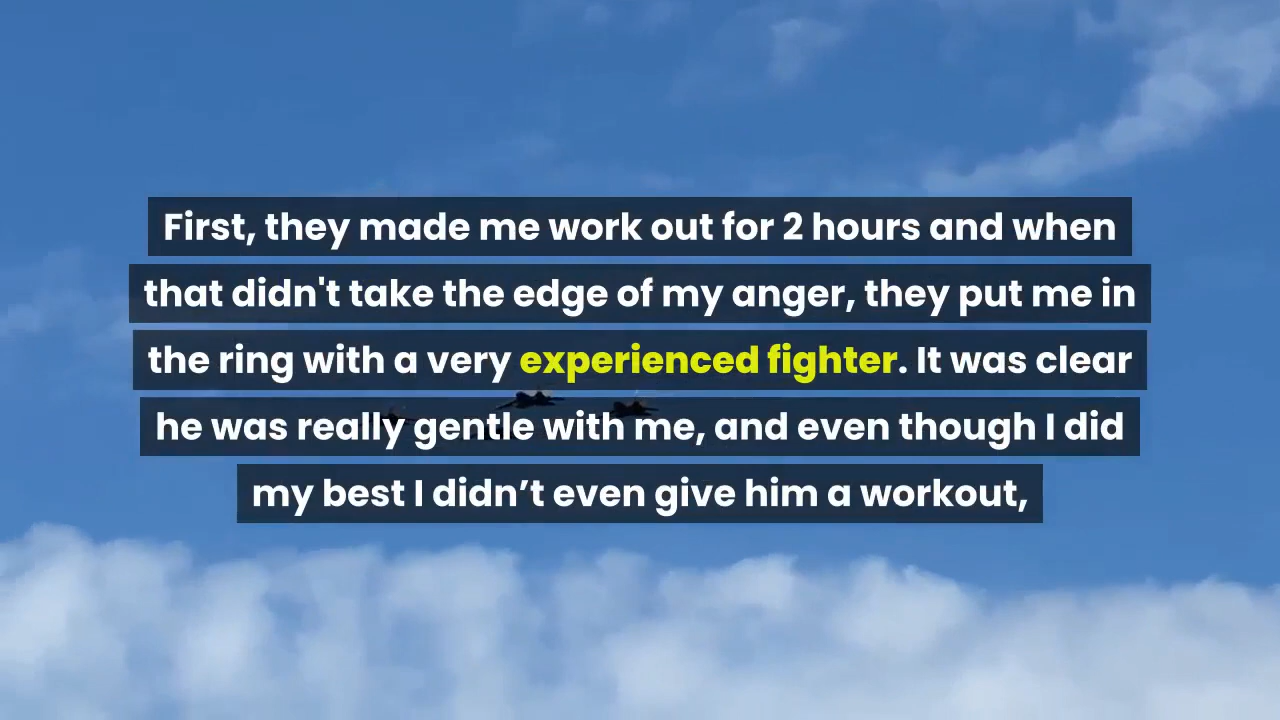 First, they made me work out for 2 hours and when
that didn't take the edge of my anger, they put me in
the ring with a very experienced fighter. It was clear
he was really gentle with me, and even though I did
my best I didn’t even give him a workout,